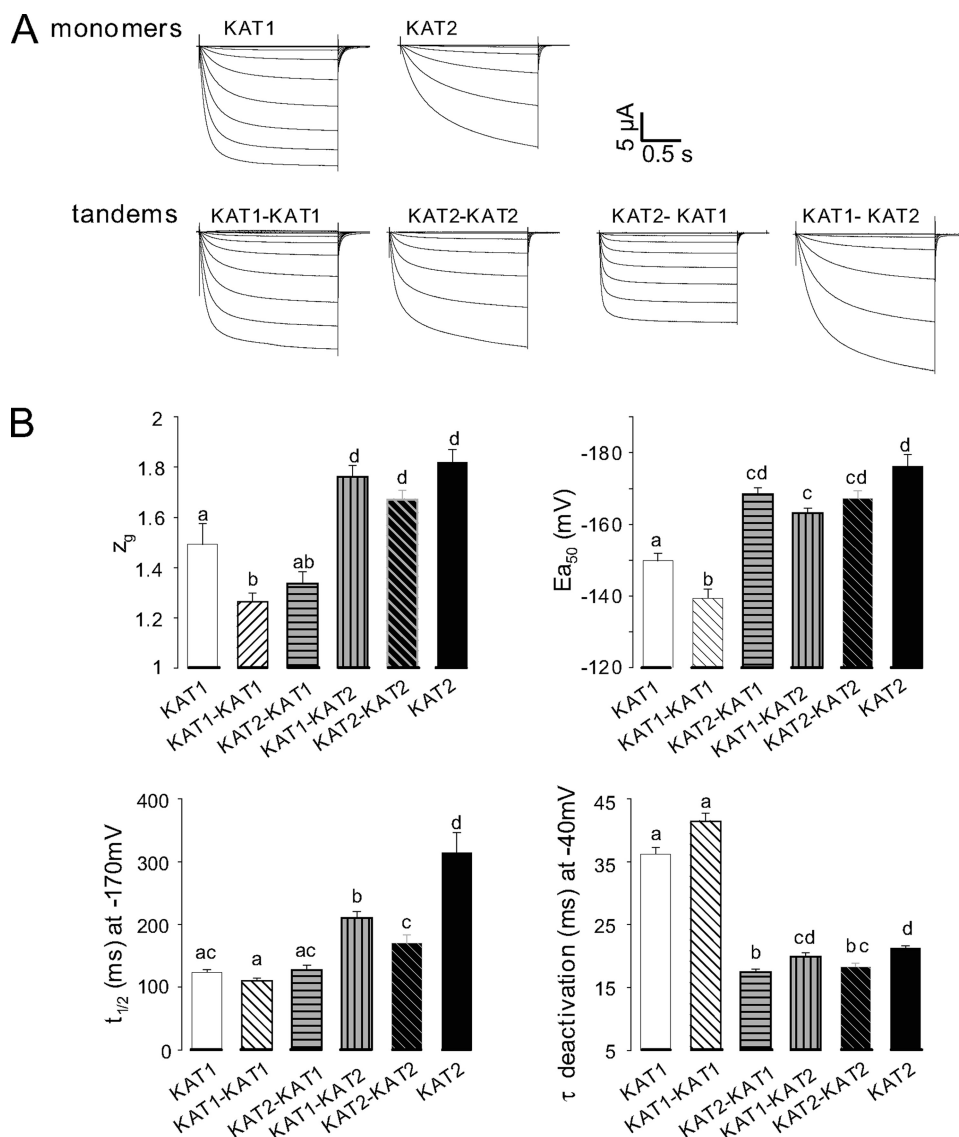 A monomers KAT1 KAT2
5 µA
0.5 s
tandems KAT1-KAT1 KAT2-KAT2 KAT2- KAT1 KAT1- KAT2
B
2
1.8
1.6
1.4
1.2
1
zg
a
b
ab
d
d
d
KAT1
KAT1-KAT1
KAT2-KAT1
KAT1-KAT2
KAT2-KAT2
KAT2
-180
-160
-140
-120
Ea50 (mV)
a
b
cd
c
cd
d
KAT1
KAT1-KAT1
KAT2-KAT1
KAT1-KAT2
KAT2-KAT2
KAT2
400
300
200
100
0
t1/2 (ms) at -170mV
ac
a
ac
b
c
d
KAT1
KAT1-KAT1
KAT2-KAT1
KAT1-KAT2
KAT2-KAT2
KAT2
45
35
25
15
5
τ deactivation (ms) at -40mV
a
a
b
cd
bc
d
KAT1
KAT1-KAT1
KAT2-KAT1
KAT1-KAT2
KAT2-KAT2
KAT2